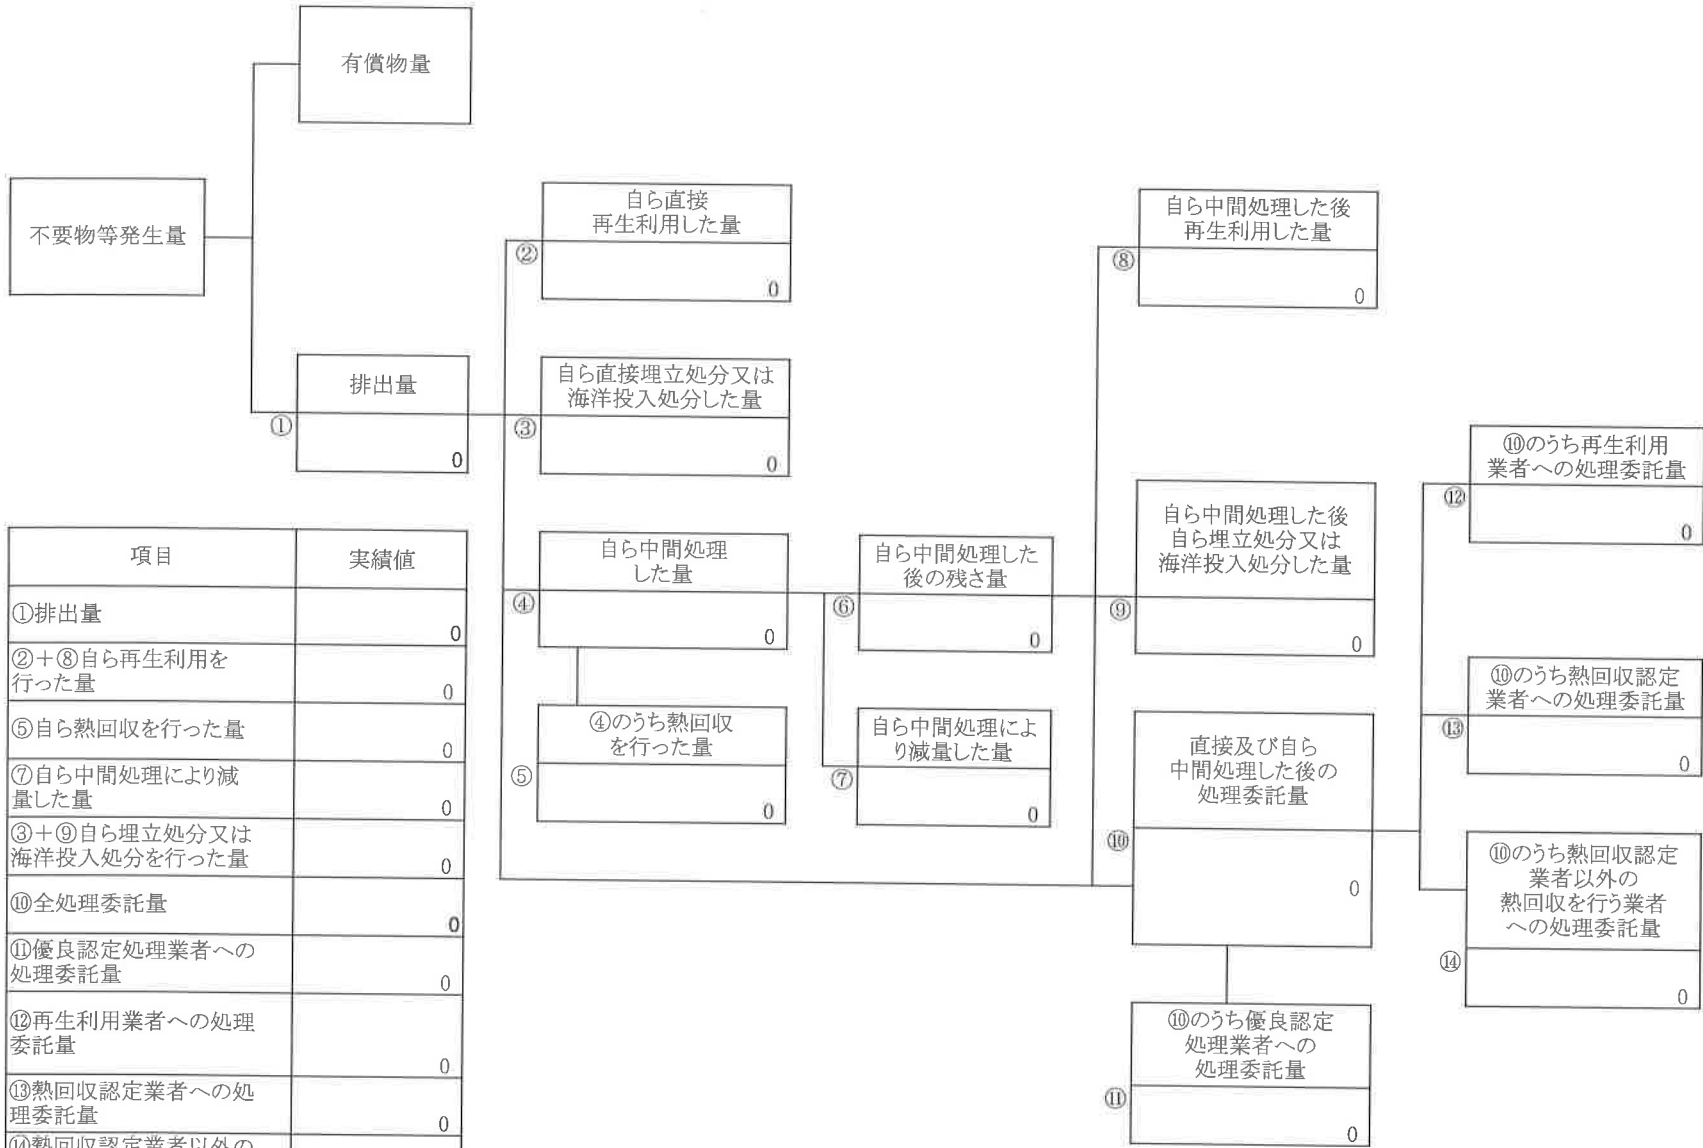 有償物量
不要物等発生量
自ら直接
再生利用した量
②
0
自ら中間処理した後
再生利用した量
⑧
0
排出量
①
0
自ら直接埋立処分又は
海洋投入処分した量
③
0
⑩のうち再生利用
業者への処理委託量
⑫
0
自ら中間処理
した量
④
0
自ら中間処理した
後の残さ量
⑥
0
自ら中間処理した後
自ら埋立処分又は
海洋投入処分した量
⑨
0
⑩のうち熱回収認定
業者への処理委託量
⑬
0
④のうち熱回収
を行った量
⑤
0
自ら中間処理によ
り減量した量
⑦
0
直接及び自ら
中間処理した後の
処理委託量
⑩
0
⑩のうち熱回収認定
業者以外の
熱回収を行う業者
への処理委託量
⑭
0
⑩のうち優良認定
処理業者への
処理委託量
⑪
0
項目 実績値
①排出量
0
②+⑧自ら再生利用を
行った量
0
⑤自ら熱回収を行った量
0
⑦自ら中間処理により減
量した量
0
③+⑨自ら埋立処分又は
海洋投入処分を行った量
0
⑩全処理委託量
0
⑪優良認定処理業者への
処理委託量
0
⑫再生利用業者への処理
委託量
0
⑬熱回収認定業者への処
理委託量
0
⑭熱回収認定業者以外の